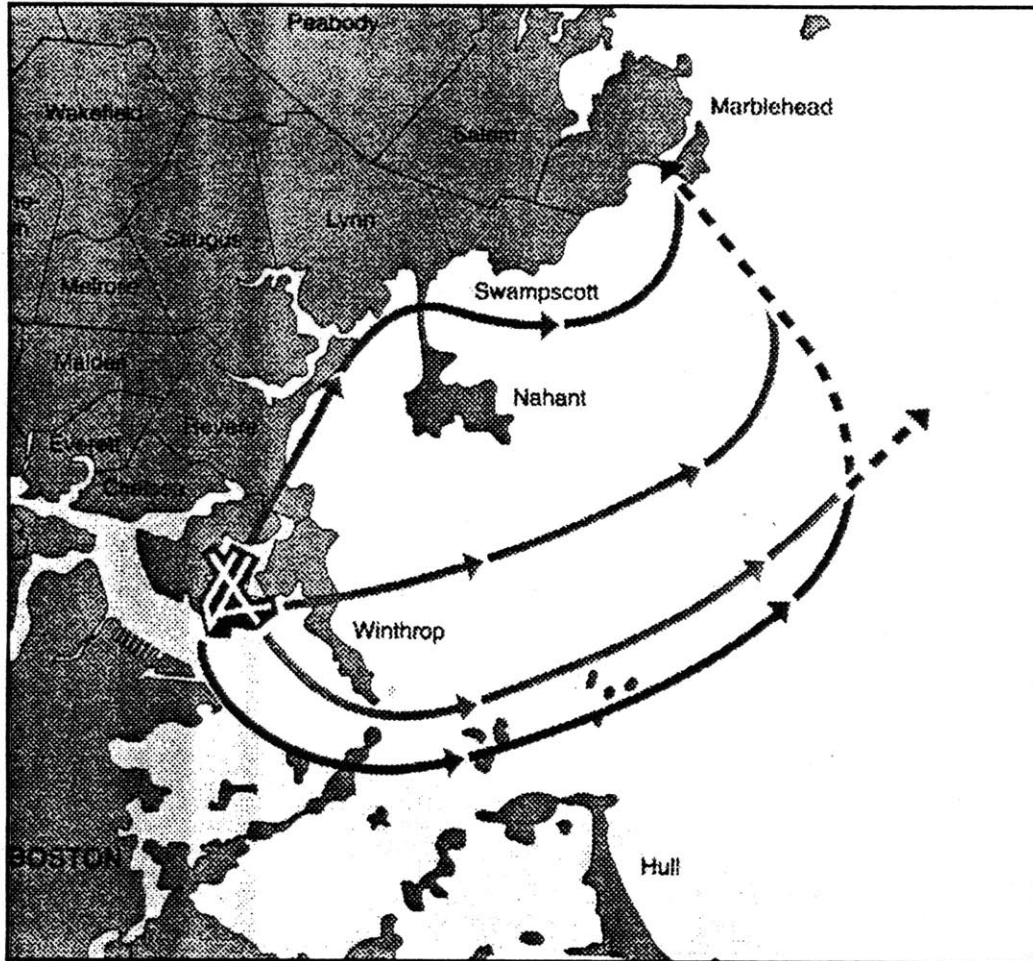 Peabody
Marblehead
Wakefield
Salem
Lynn
Saugus
Melrose
Swampscott
Malden
Nahant
Everett
Revere
Chelsea
Winthrop
BOSTON
Hull